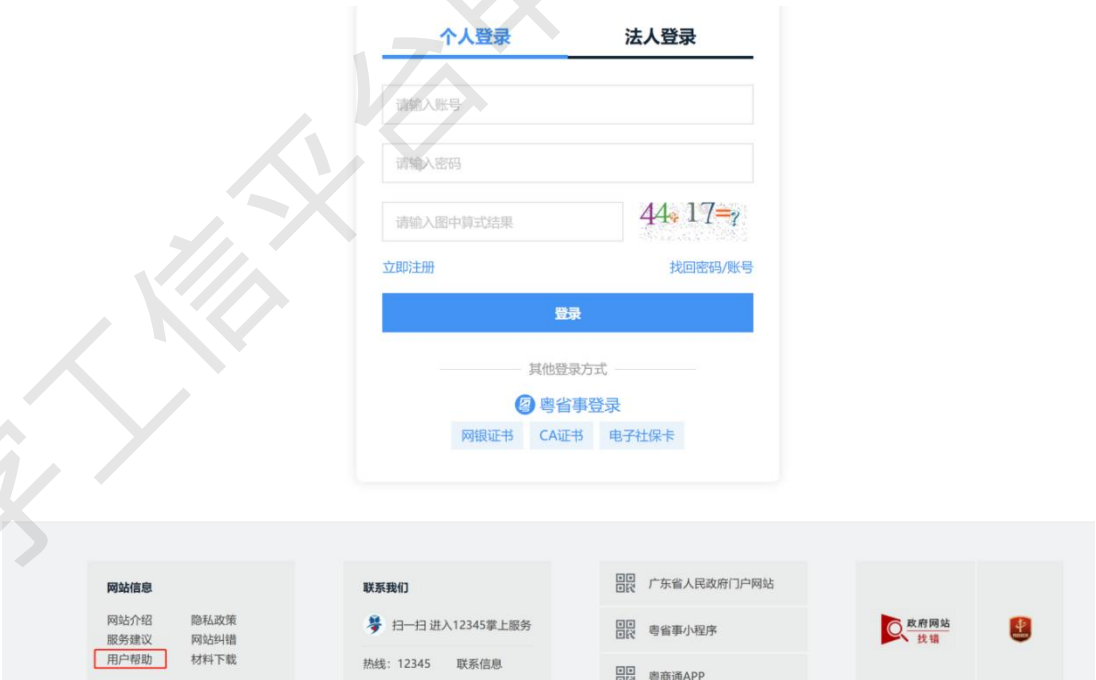 个人登录 法人登录
请输入账号
请输入密码
请输入图中算式结果 44+ 17=?
立即注册 找回密码/账号
登录
其他登录方式
粤省事登录
网银证书 CA证书 电子社保卡
网站信息
网站介绍 隐私政策
服务建议 网站纠错
用户帮助 材料下载
联系我们
扫一扫 进入12345掌上服务
热线：12345 联系信息
广东省人民政府门户网站
粤省事小程序
粤商通APP
政府网站
找错
字工信平台